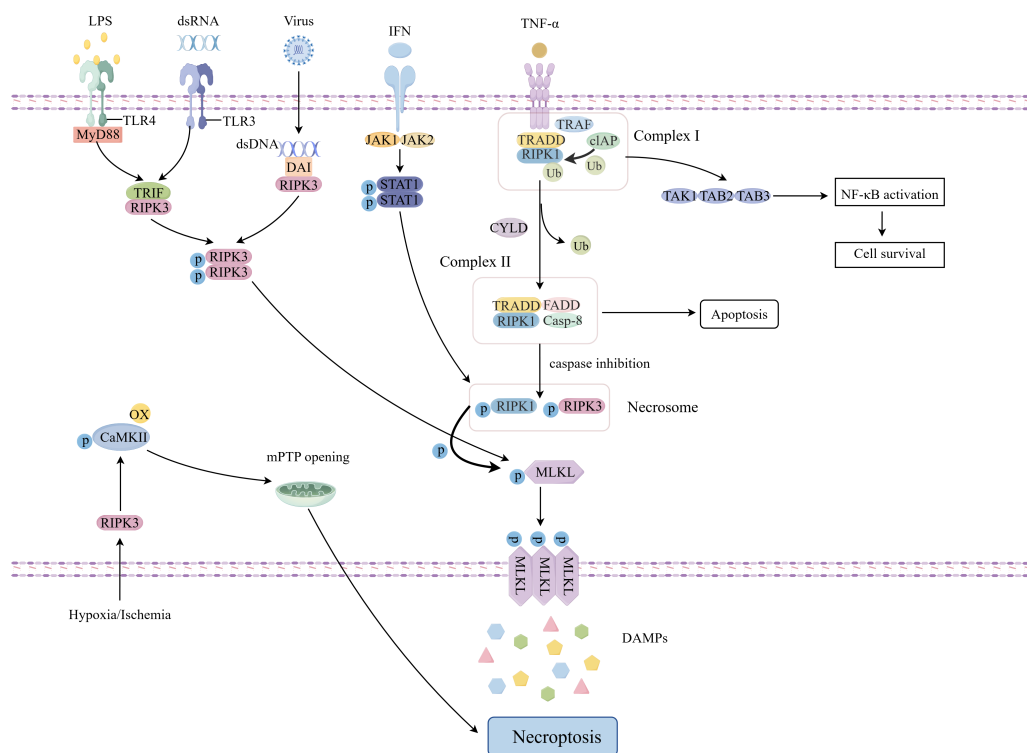 LPS
dsRNA
Virus
IFN
TNF-α
TLR4
TLR3
MyD88
dsDNA
DAI
RIPK3
TRIF
RIPK3
p
RIPK3
p
RIPK3
JAK1
JAK2
p
STAT1
p
STAT1
TRAF
TRADD
RIPK1
cIAP
Ub
Ub
Complex I
TAK1
TAB2
TAB3
NF-κB activation
Cell survival
CYLD
Ub
Complex II
TRADD
FADD
RIPK1
Casp-8
Apoptosis
caspase inhibition
p
RIPK1
p
RIPK3
Necrosome
p
p
MLKL
OX
p
CaMKII
mPTP opening
RIPK3
Hypoxia/Ischemia
p
p
p
MLKL
MLKL
MLKL
DAMPs
Necroptosis